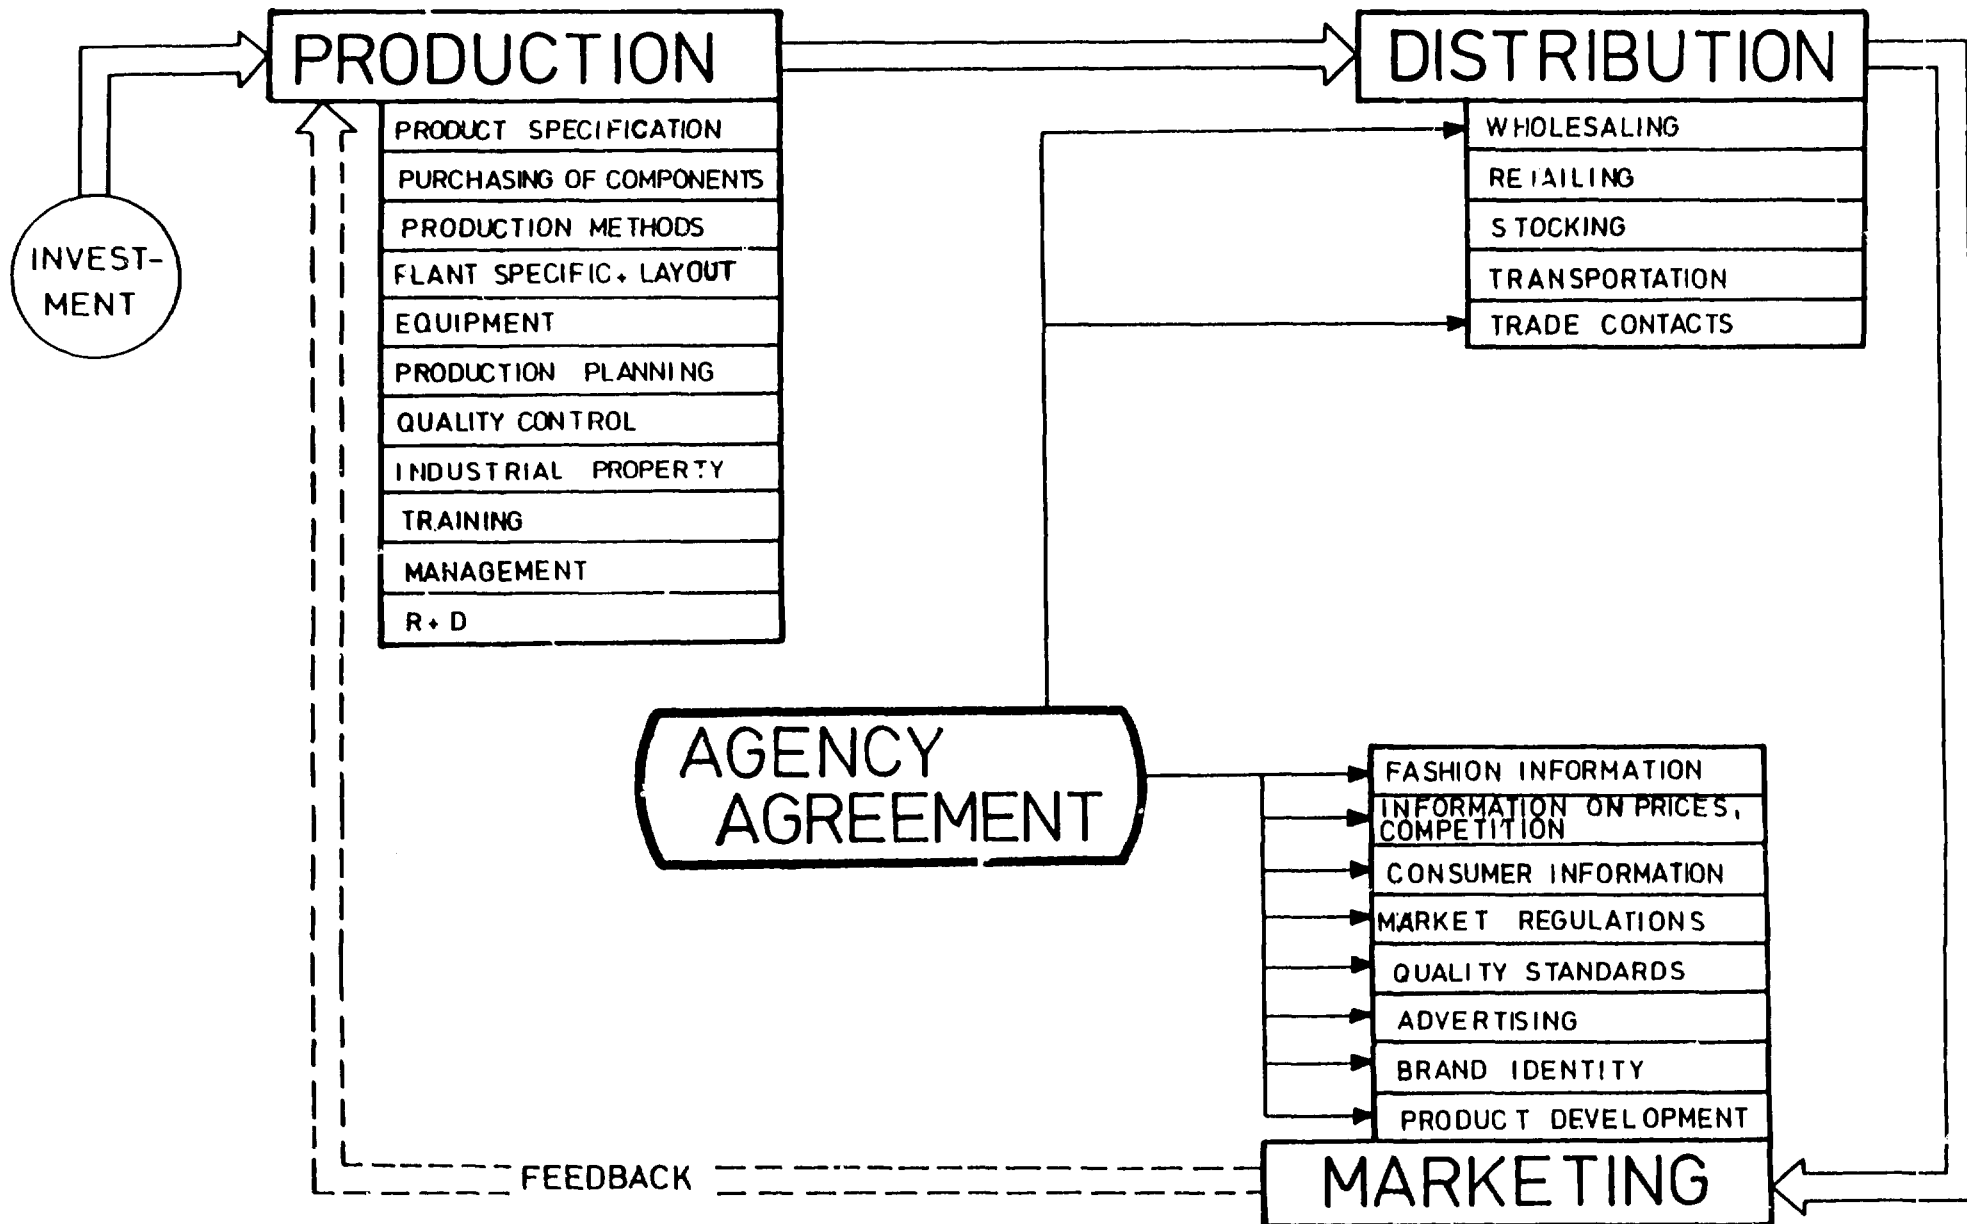 PRODUCTION
PRODUCT SPECIFICATION
PURCHASING OF COMPONENTS
PRODUCTION METHODS
FLANT SPECIFIC+ LAYOUT
EQUIPMENT
PRODUCTION PLANNING
QUALITY CONTROL
INDUSTRIAL PROPERTY
TRAINING
MANAGEMENT
R+D
INVEST-
MENT
DISTRIBUTION
WHOLESALING
RETAILING
STOCKING
TRANSPORTATION
TRADE CONTACTS
AGENCY
AGREEMENT
FASHION INFORMATION
INFORMATION ON PRICES,
COMPETITION
CONSUMER INFORMATION
MARKET REGULATIONS
QUALITY STANDARDS
ADVERTISING
BRAND IDENTITY
PRODUCT DEVELOPMENT
MARKETING
FEEDBACK